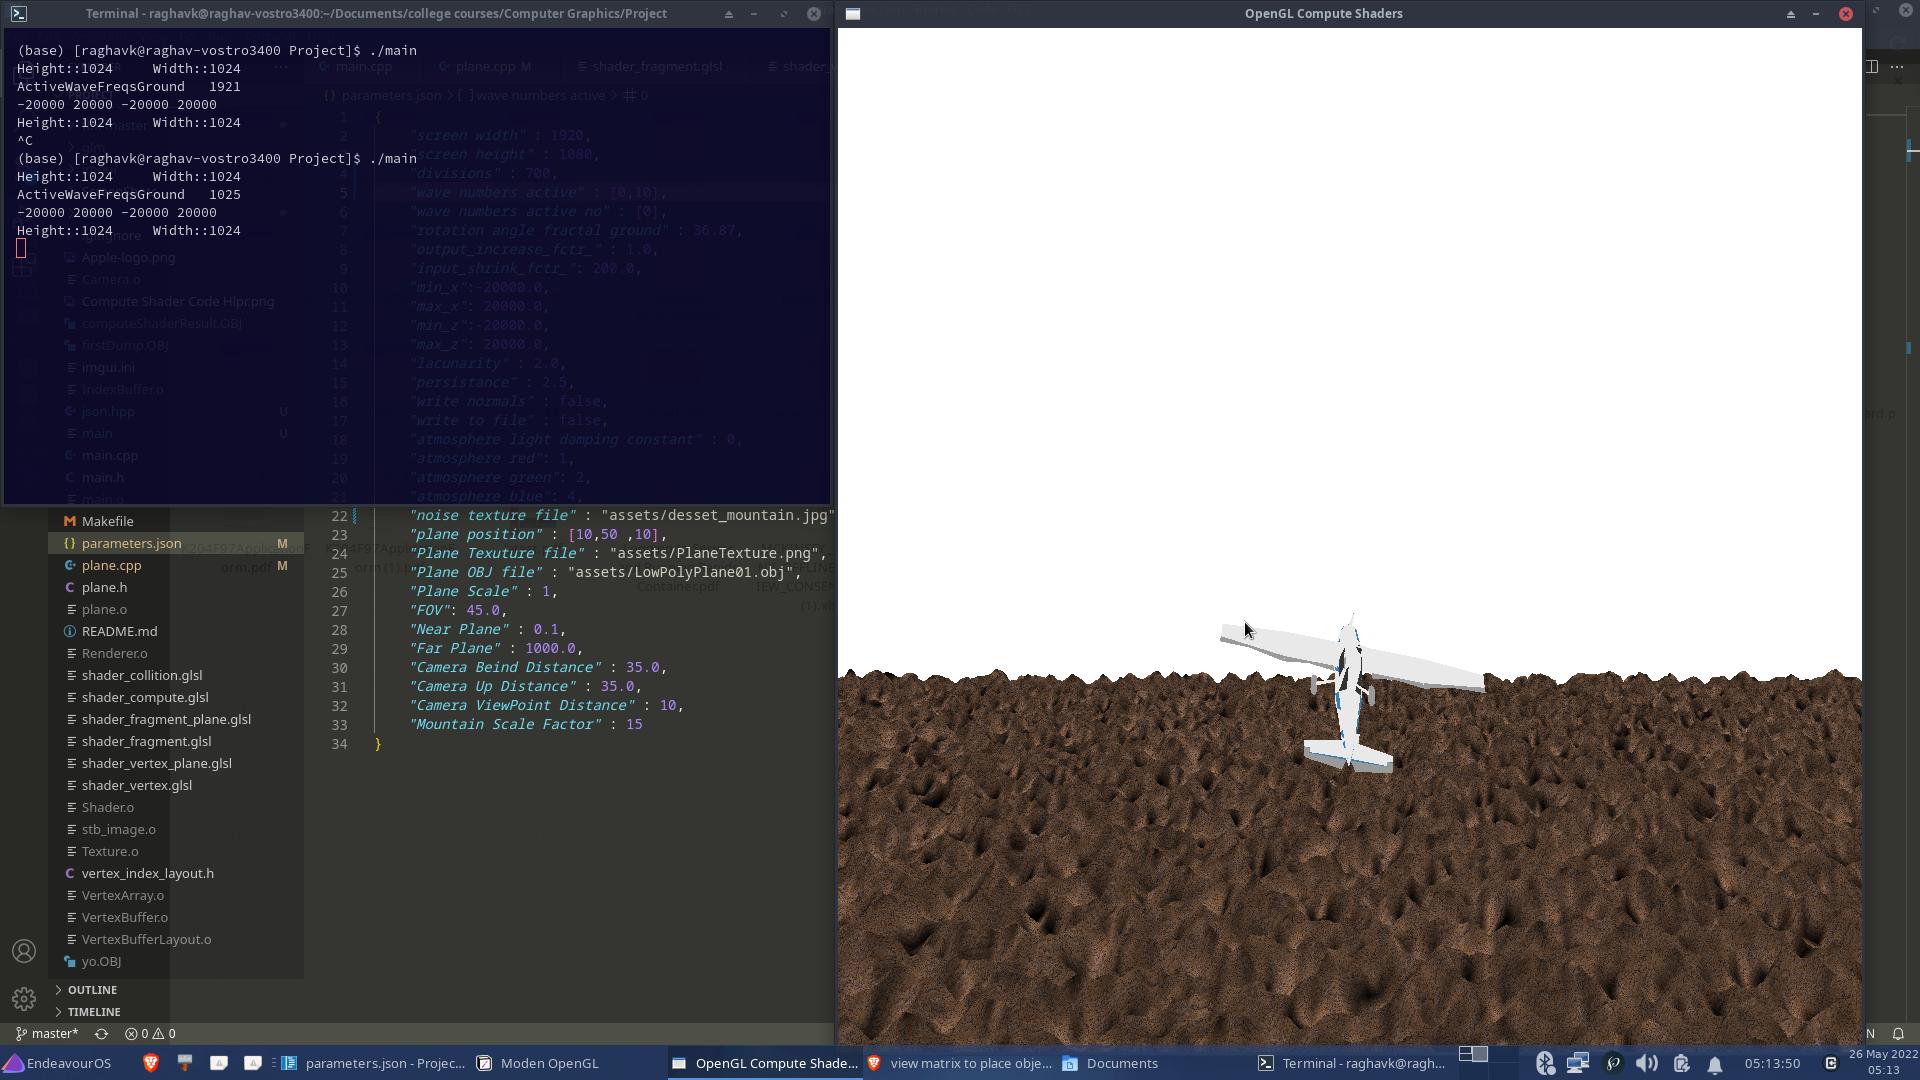 Terminal - raghavk@raghav-vostro3400:~/Documents/college courses/Computer Graphics/Project
(base) [raghavk@raghav-vostro3400 Project]$ ./main
Height::1024     Width::1024
ActiveWaveFreqsGround   1921
-20000 20000 -20000 20000
Height::1024     Width::1024
^C
(base) [raghavk@raghav-vostro3400 Project]$ ./main
Height::1024     Width::1024
ActiveWaveFreqsGround   1025
-20000 20000 -20000 20000
Height::1024     Width::1024
main.cpp
plane.cpp M
shader_fragment.glsl
parameters.json > [ ] wave numbers active > # 0
1 {
2 "screen width" : 1920,
3 "screen height" : 1080,
4 "divisions" : 700,
5 "wave numbers active" : [0,10],
6 "wave numbers active no" : [0],
7 "rotation angle fractal ground" : 36.87,
8 "output_increase_fctr_" : 1.0,
9 "input_shrink_fctr_": 200.0,
10 "min_x":-20000.0,
11 "max_x": 20000.0,
12 "min_z":-20000.0,
13 "max_z": 20000.0,
14 "lacunarity" : 2.0,
15 "persistance" : 2.5,
16 "write normals" : false,
17 "write to file" : false,
18 "atmosphere light damping constant" : 0,
19 "atmosphere red": 1,
20 "atmosphere green": 2,
21 "atmosphere blue": 4,
22 "noise texture file" : "assets/desset_mountain.jpg"
23 "plane position" : [10,50 ,10],
24 "Plane Texuture file" : "assets/PlaneTexture.png",
25 "Plane OBJ file" : "assets/LowPolyPlane01.obj",
26 "Plane Scale" : 1,
27 "FOV": 45.0,
28 "Near Plane" : 0.1,
29 "Far Plane" : 1000.0,
30 "Camera Beind Distance" : 35.0,
31 "Camera Up Distance" : 35.0,
32 "Camera ViewPoint Distance" : 10,
33 "Mountain Scale Factor" : 15
34 }
.gitignore
Apple-logo.png
Camera.o
Compute Shader Code Hlpr.png
computeShaderResult.OBJ
firstDump.OBJ
imgui.ini
IndexBuffer.o
json.hpp U
main U
main.cpp
main.h
main.o
Makefile
parameters.json M
plane.cpp M
plane.h
plane.o
README.md
Renderer.o
shader_collition.glsl
shader_compute.glsl
shader_fragment_plane.glsl
shader_fragment.glsl
shader_vertex_plane.glsl
shader_vertex.glsl
Shader.o
stb_image.o
Texture.o
vertex_index_layout.h
VertexArray.o
VertexBuffer.o
VertexBufferLayout.o
yo.OBJ
OUTLINE
TIMELINE
master* 0 0
OpenGL Compute Shaders
EndeavourOS
parameters.json - Projec...
Moden OpenGL
OpenGL Compute Shade...
view matrix to place obje...
Documents
Terminal - raghavk@ragh...
05:13:50
26 May 2022
05:13